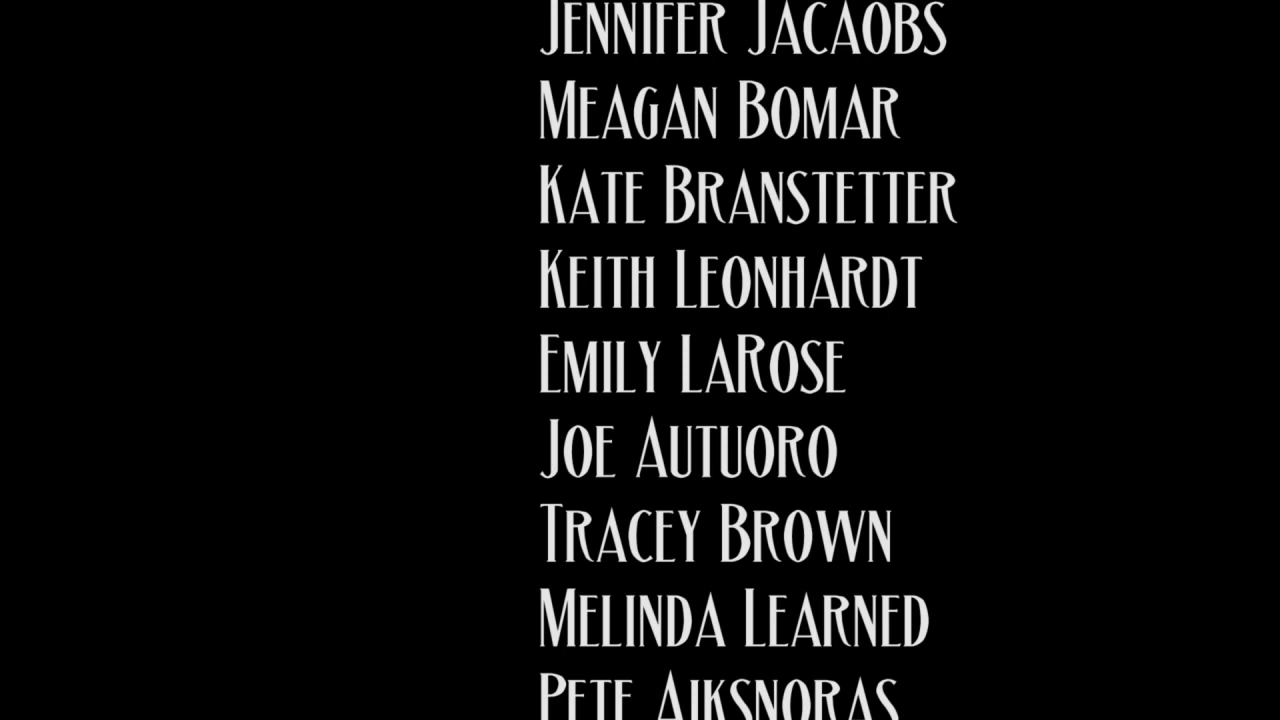 Jennifer Jacaobs
Meagan Bomar
Kate Branstetter
Keith Leonhardt
Emily LaRose
Joe Autuoro
Tracey Brown
Melinda Learned
Pete Aiksnoras